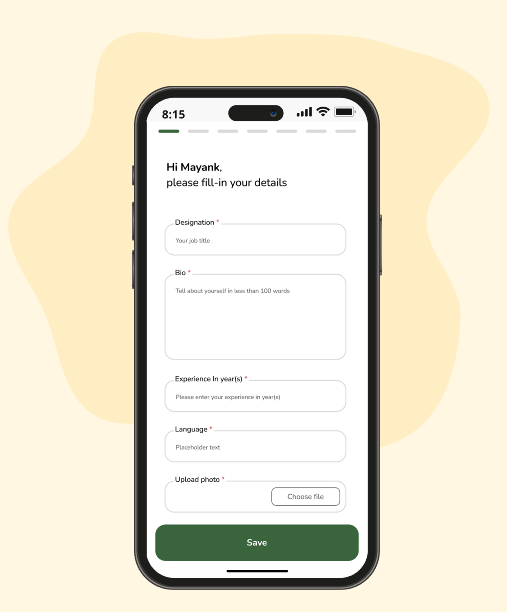 8:15
Hi Mayank,
please fill-in your details
Designation *
Your job title
Bio *
Tell about yourself in less than 100 words
Experience In year(s) *
Please enter your experience in year(s)
Language *
Placeholder text
Upload photo *
Choose file
Save